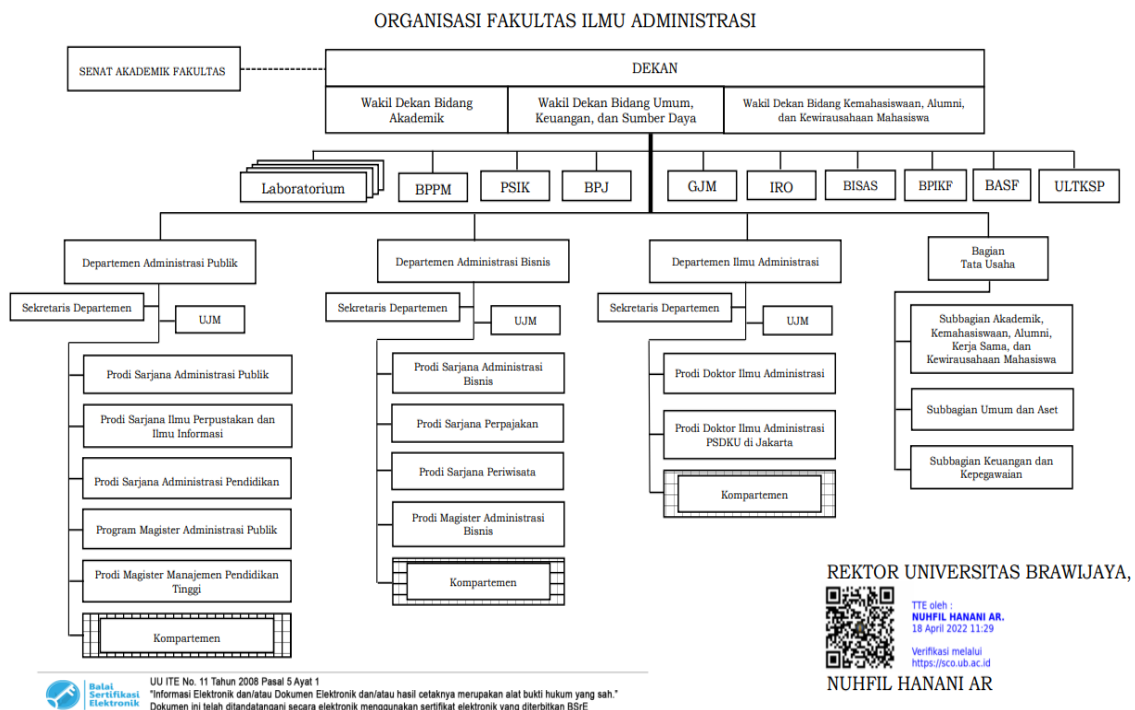 ORGANISASI FAKULTAS ILMU ADMINISTRASI
SENAT AKADEMIK FAKULTAS
DEKAN
Wakil Dekan Bidang
Akademik
Wakil Dekan Bidang Umum,
Keuangan, dan Sumber Daya
Wakil Dekan Bidang Kemahasiswaan, Alumni,
dan Kewirausahaan Mahasiswa
Laboratorium
BPPM
PSIK
BPJ
GJM
IRO
BISAS
BPIKF
BASF
ULTKSP
Departemen Administrasi Publik
Sekretaris Departemen
UJM
Prodi Sarjana Administrasi Publik
Prodi Sarjana Ilmu Perpustakan dan
Ilmu Informasi
Prodi Sarjana Administrasi Pendidikan
Program Magister Administrasi Publik
Prodi Magister Manajemen Pendidikan
Tinggi
Kompartemen
Departemen Administrasi Bisnis
Sekretaris Departemen
UJM
Prodi Sarjana Administrasi
Bisnis
Prodi Sarjana Perpajakan
Prodi Sarjana Periwisata
Prodi Magister Administrasi
Bisnis
Kompartemen
Departemen Ilmu Administrasi
Sekretaris Departemen
UJM
Prodi Doktor Ilmu Administrasi
Prodi Doktor Ilmu Administrasi
PSDKU di Jakarta
Kompartemen
Bagian
Tata Usaha
Subbagian Akademik,
Kemahasiswaan, Alumni,
Kerja Sama, dan
Kewirausahaan Mahasiswa
Subbagian Umum dan Aset
Subbagian Keuangan dan
Kepegawaian
REKTOR UNIVERSITAS BRAWIJAYA,
TTE oleh :
NUHFIL HANANI AR.
18 April 2022 11:29
Verifikasi melalui
https://sco.ub.ac.id
NUHFIL HANANI AR
Balai
Sertifikasi
Elektronik
UU ITE No. 11 Tahun 2008 Pasal 5 Ayat 1
"Informasi Elektronik dan/atau Dokumen Elektronik dan/atau hasil cetaknya merupakan alat bukti hukum yang sah."
Dokumen ini telah ditandatangani secara elektronik menggunakan sertifikat elektronik yang diterbitkan BSrE